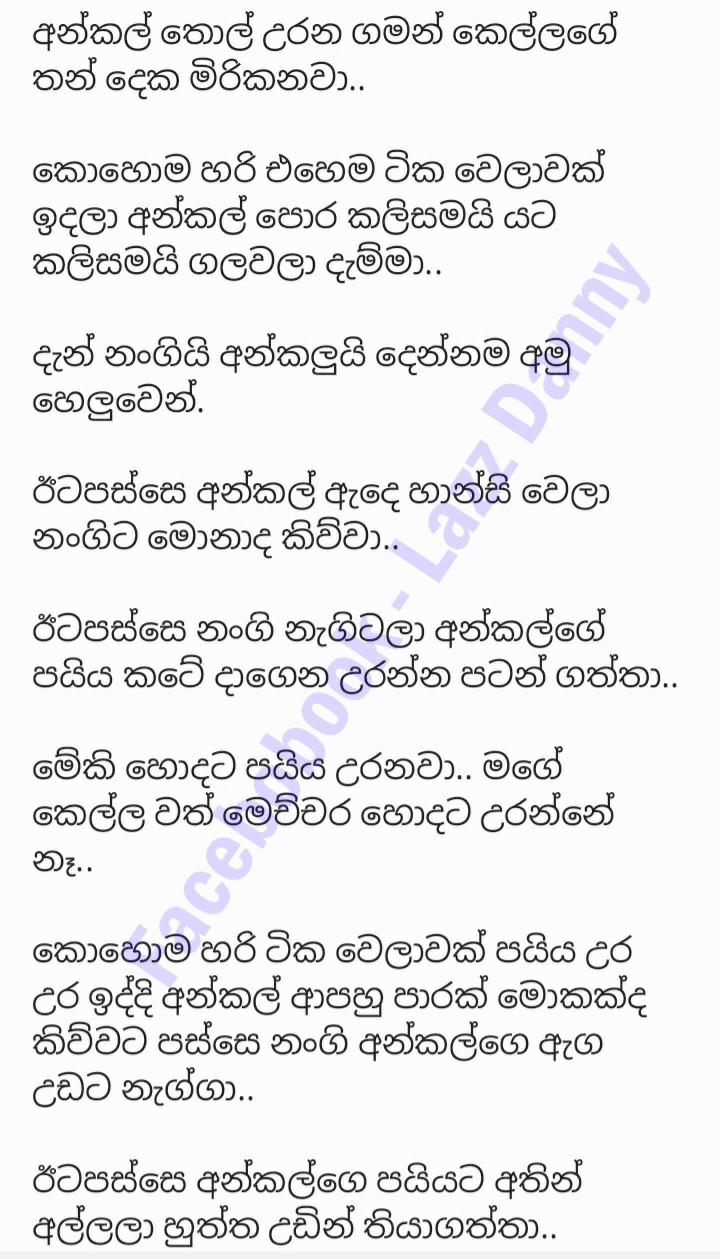 අන්කල් තොල් උරන ගමන් කෙල්ලගේ
තන් දෙක මිරිකනවා..
කොහොම හරි එහෙම ටික වෙලාවක්
ඉදලා අන්කල් පොර කලිසමයි යට
කලිසමයි ගලවලා දැම්මා..
දැන් නංගියි අන්කලුයි දෙන්නම අමු
හෙලුවෙන්.
ඊටපස්සෙ අන්කල් ඇදෙ හාන්සි වෙලා
නංගිට මොනාද කිව්වා..
ඊටපස්සෙ නංගි නැගිටලා අන්කල්ගේ
පයිය කටේ දාගෙන උරන්න පටන් ගත්තා..
මේකි හොදට පයිය උරනවා.. මගේ
කෙල්ල වත් මෙච්චර හොදට උරන්නේ
නෑ..
කොහොම හරි ටික වෙලාවක් පයිය උර
උර ඉද්දි අන්කල් ආපහු පාරක් මොකක්ද
කිව්වට පස්සෙ නංගි අන්කල්ගෙ ඇග
උඩට නැග්ගා..
ඊටපස්සෙ අන්කල්ගෙ පයියට අතින්
අල්ලලා හුත්ත උඩින් තියාගත්තා..
Facebook - Lazz Danny